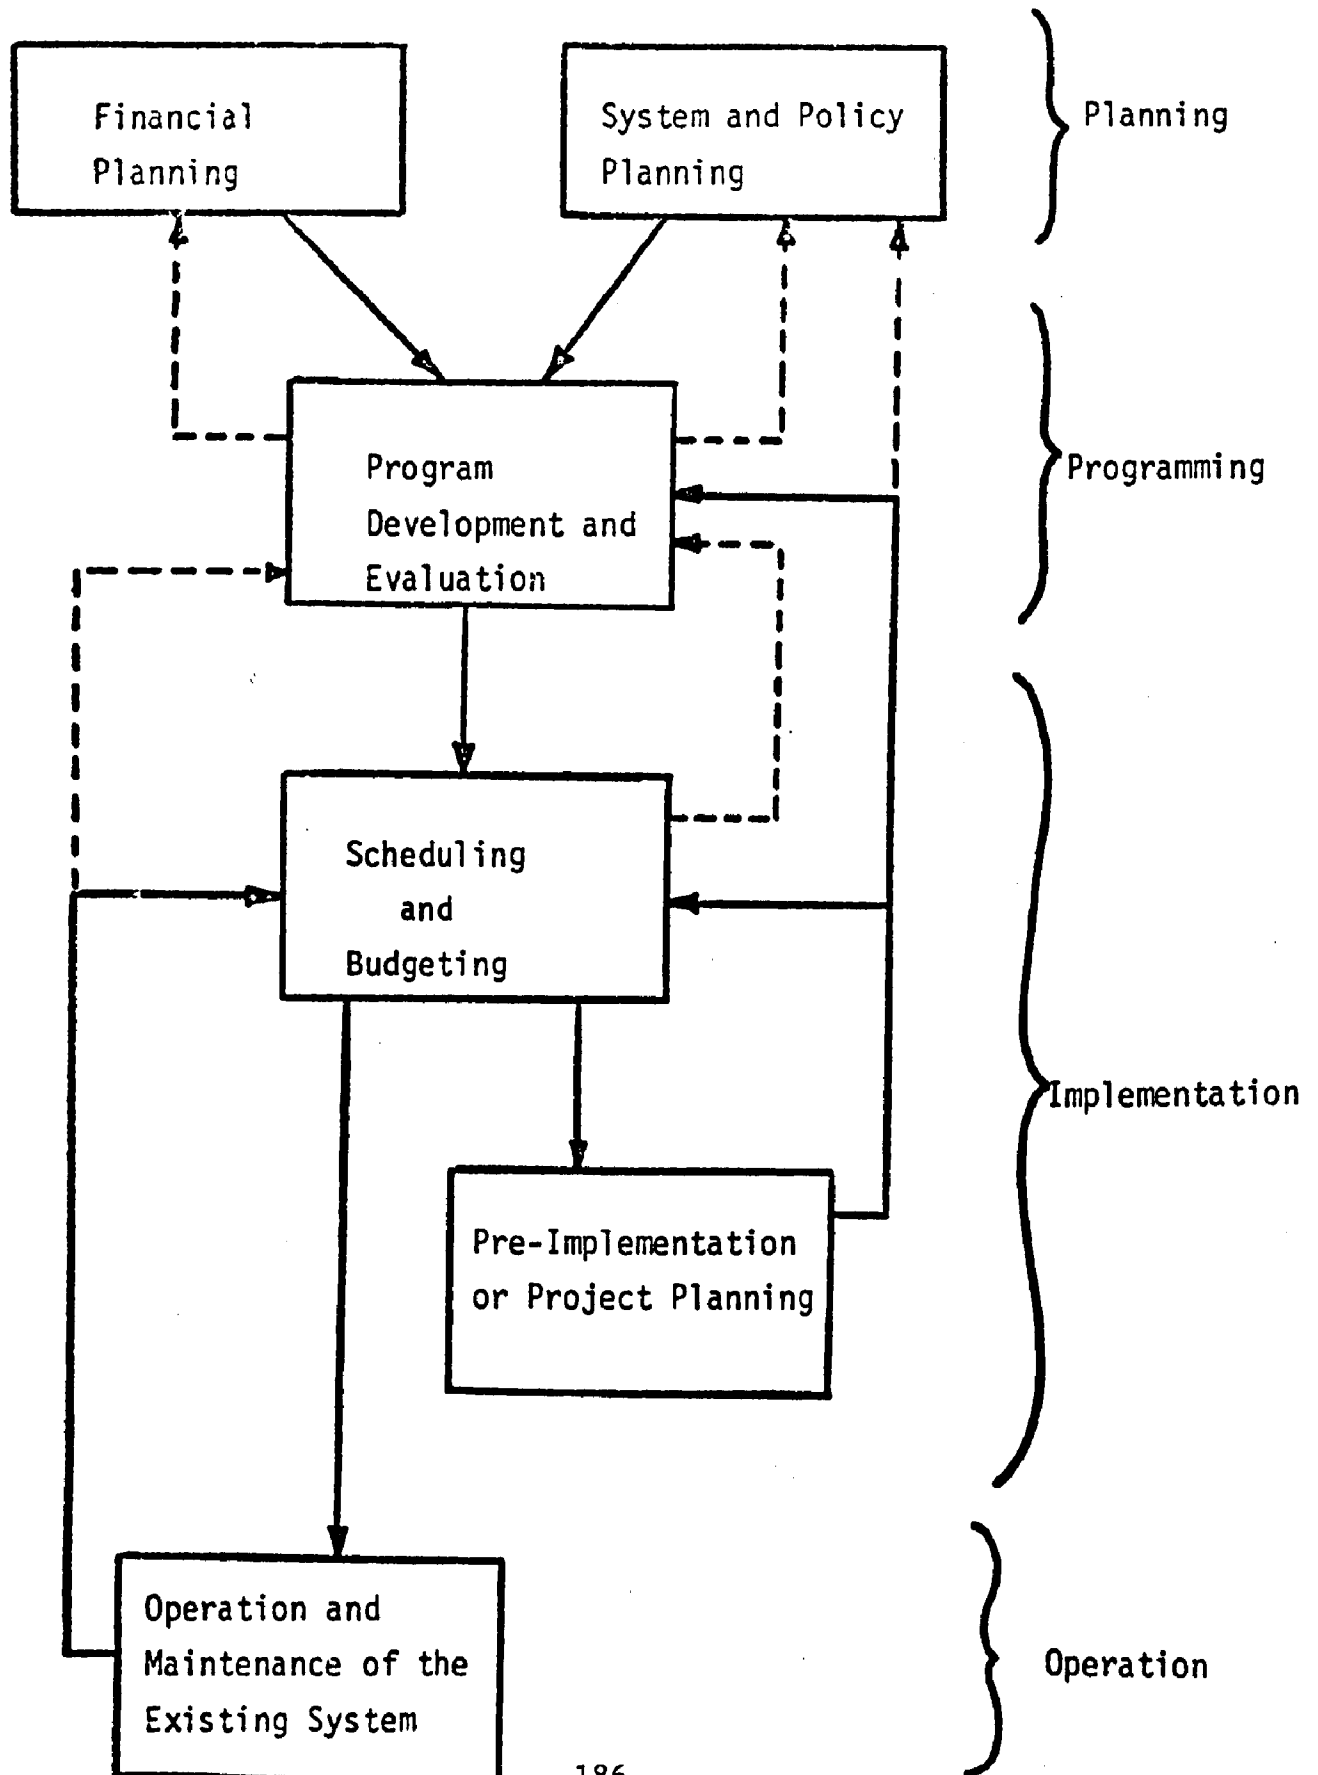 Financial
Planning
System and Policy
Planning
Planning
Program
Development and
Evaluation
Programming
Scheduling
and
Budgeting
Implementation
Pre-Implementation
or Project Planning
Operation and
Maintenance of the
Existing System
Operation
186